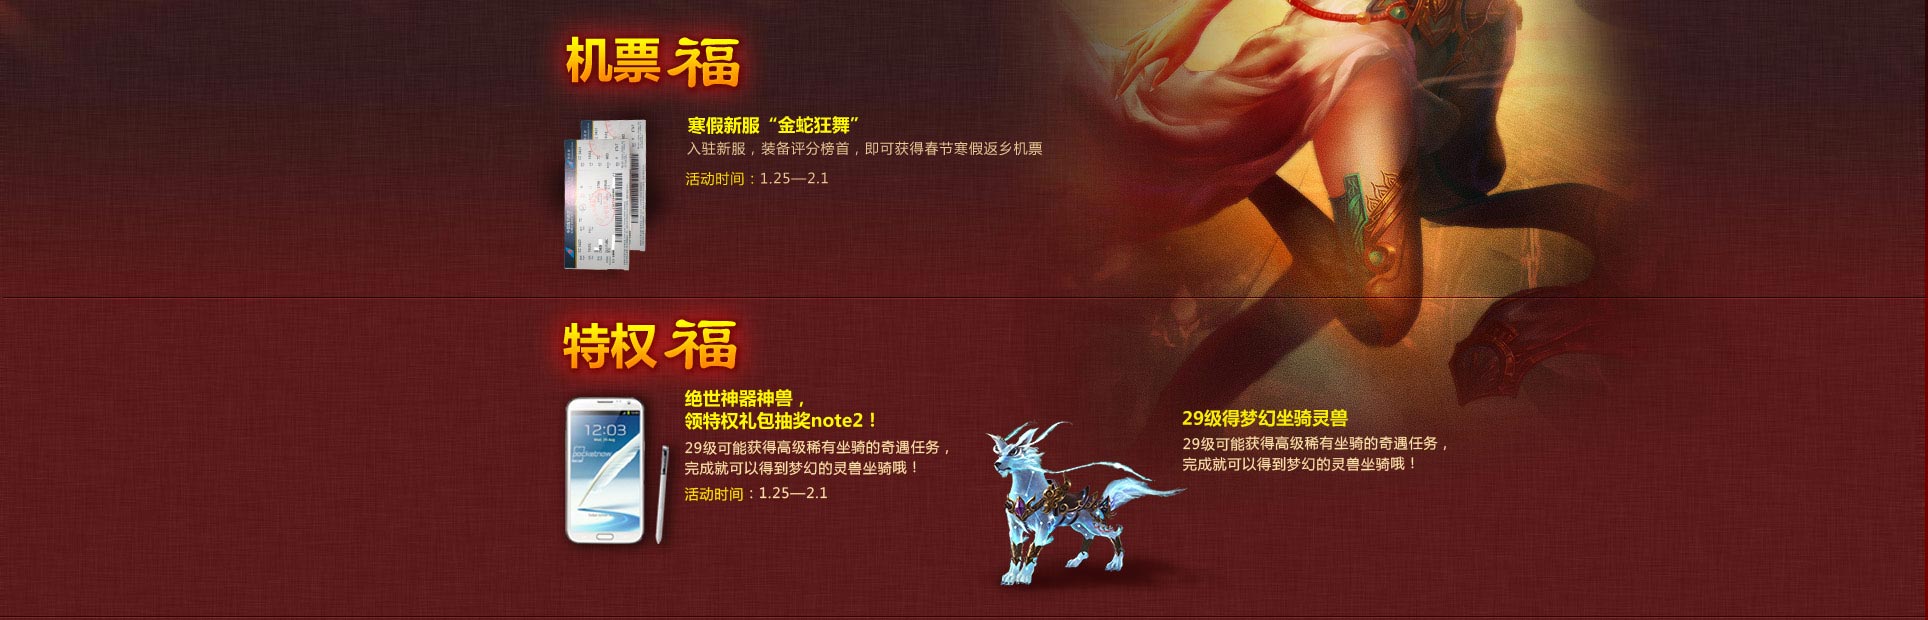 机票福
寒假新服“金蛇狂舞”
入驻新服，装备评分榜首，即可获得春节寒假返乡机票
活动时间：1.25—2.1
特权福
12:03
pocketnow
绝世神器神兽，
领特权礼包抽奖note2！
29级可能获得高级稀有坐骑的奇遇任务，
完成就可以得到梦幻的灵兽坐骑哦！
活动时间：1.25—2.1
29级得梦幻坐骑灵兽
29级可能获得高级稀有坐骑的奇遇任务，
完成就可以得到梦幻的灵兽坐骑哦！